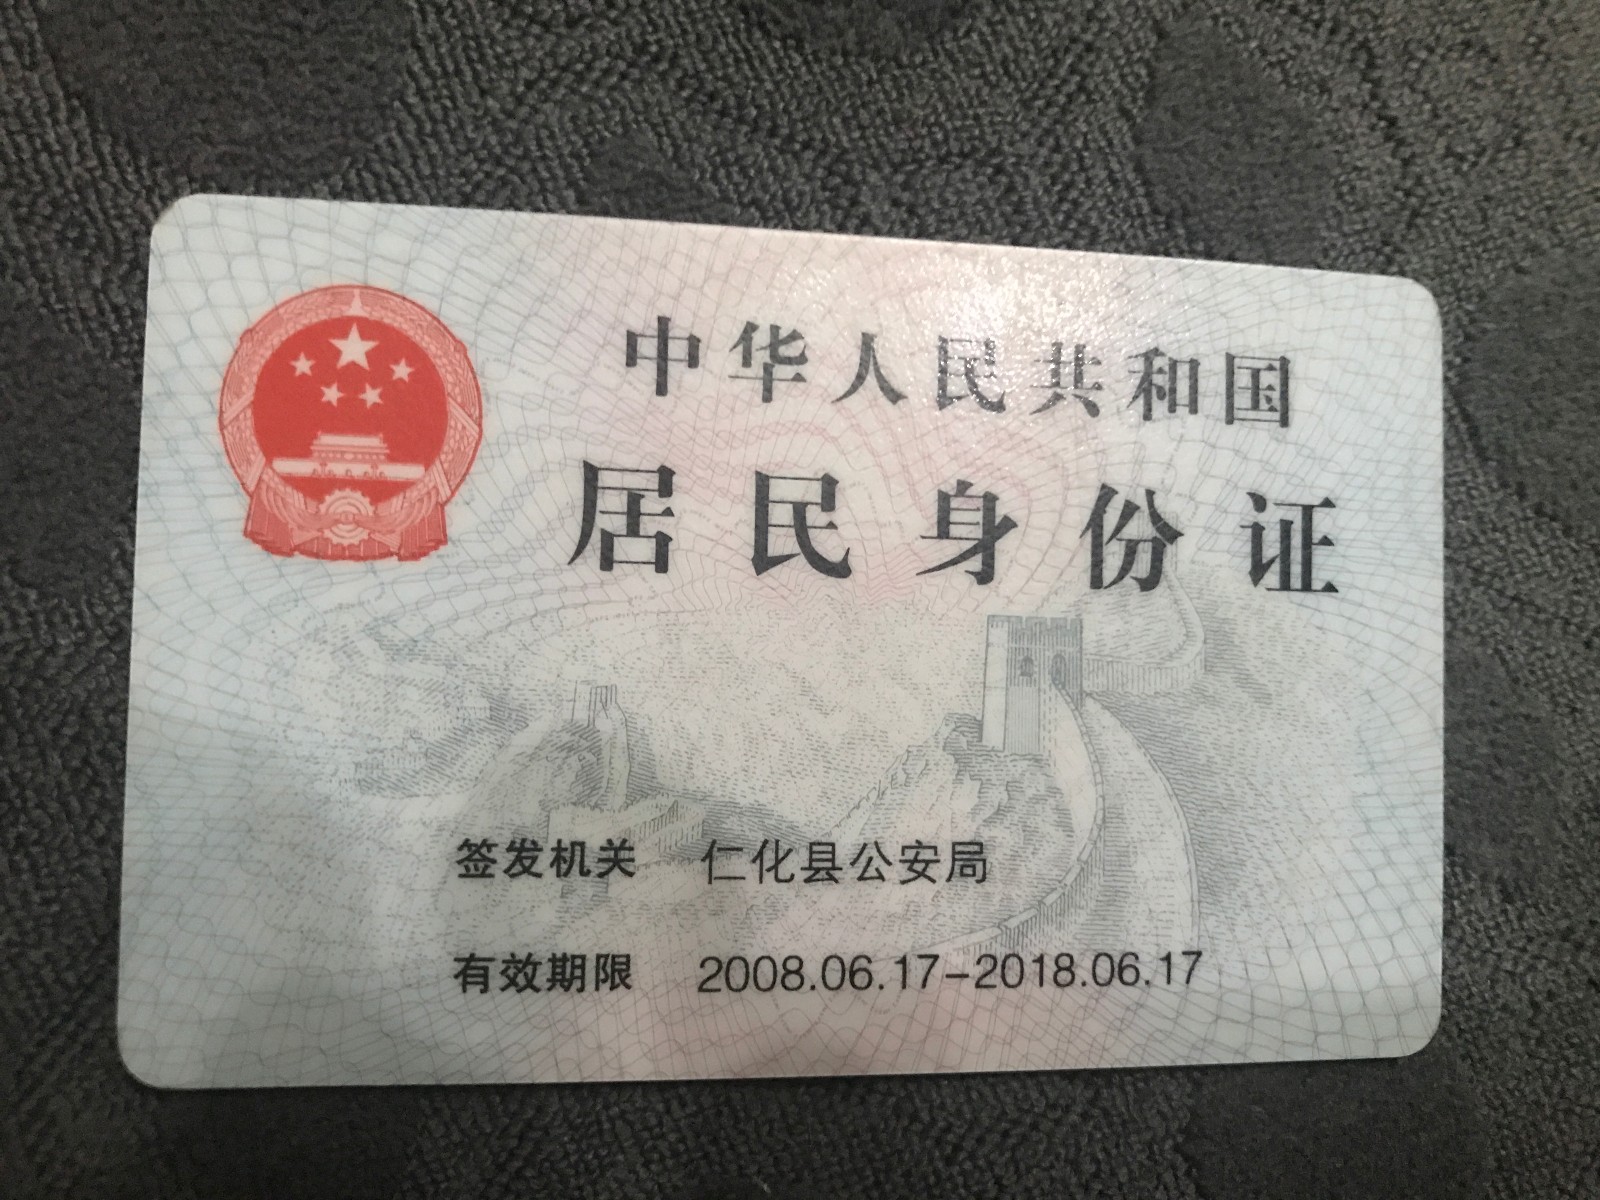 中华人民共和国
居民身份证
签发机关 仁化县公安局
有效期限 2008.06.17-2018.06.17